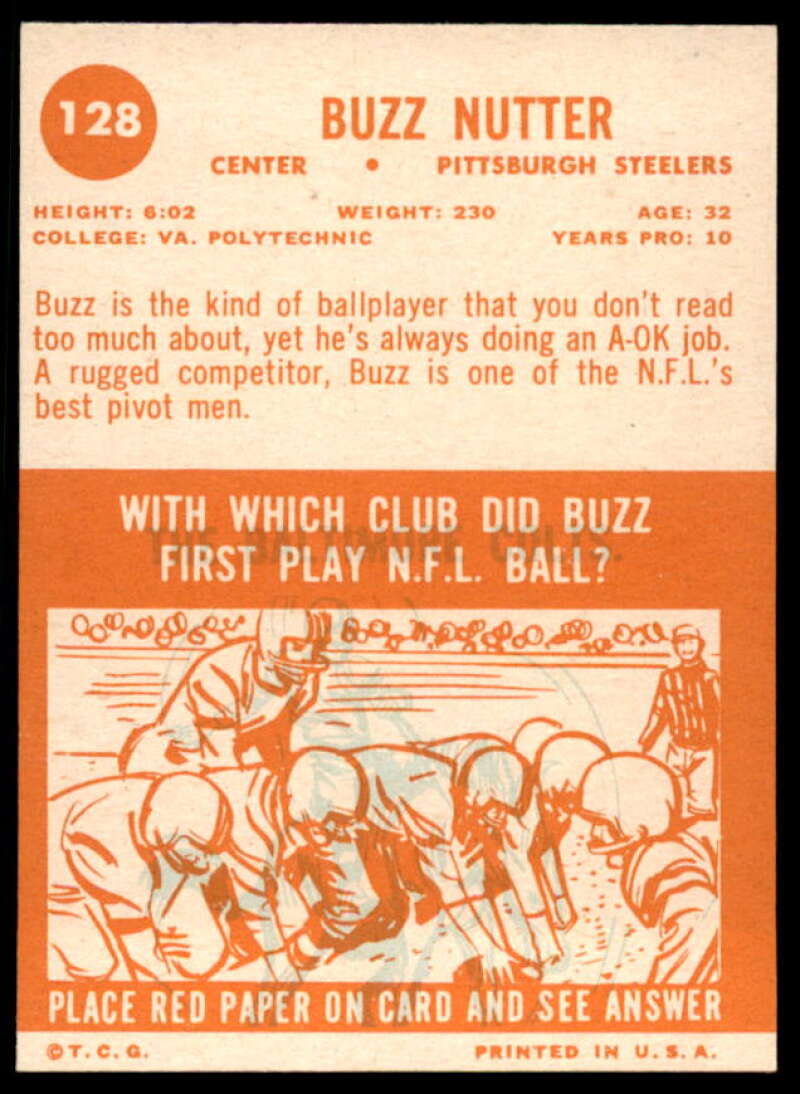 128
BUZZ NUTTER
CENTER • PITTSBURGH STEELERS
HEIGHT: 6:02 WEIGHT: 230 AGE: 32
COLLEGE: VA. POLYTECHNIC YEARS PRO: 10
Buzz is the kind of ballplayer that you don't read
too much about, yet he's always doing an A-OK job.
A rugged competitor, Buzz is one of the N.F.L.'s
best pivot men.
WITH WHICH CLUB DID BUZZ
THE BALTIMORE COLTS.
FIRST PLAY N.F.L. BALL?
PLACE RED PAPER ON CARD AND SEE ANSWER
© T.C.G. PRINTED IN U.S.A.